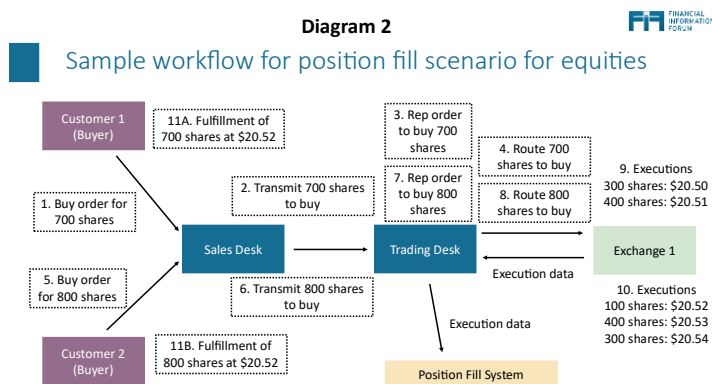 Diagram 2
FIF FINANCIAL
INFORMATION
FORUM
Sample workflow for position fill scenario for equities
Customer 1
(Buyer)
11A. Fulfillment of
700 shares at $20.52
3. Rep order
to buy 700
shares
4. Route 700
shares to buy
9. Executions
300 shares: $20.50
400 shares: $20.51
1. Buy order for
700 shares
2. Transmit 700 shares
to buy
7. Rep order
to buy 800
shares
8. Route 800
shares to buy
Sales Desk
Trading Desk
Exchange 1
Execution data
5. Buy order
for 800 shares
6. Transmit 800 shares
to buy
10. Executions
100 shares: $20.52
400 shares: $20.53
300 shares: $20.54
Execution data
Customer 2
(Buyer)
11B. Fulfillment of
800 shares at $20.52
Position Fill System